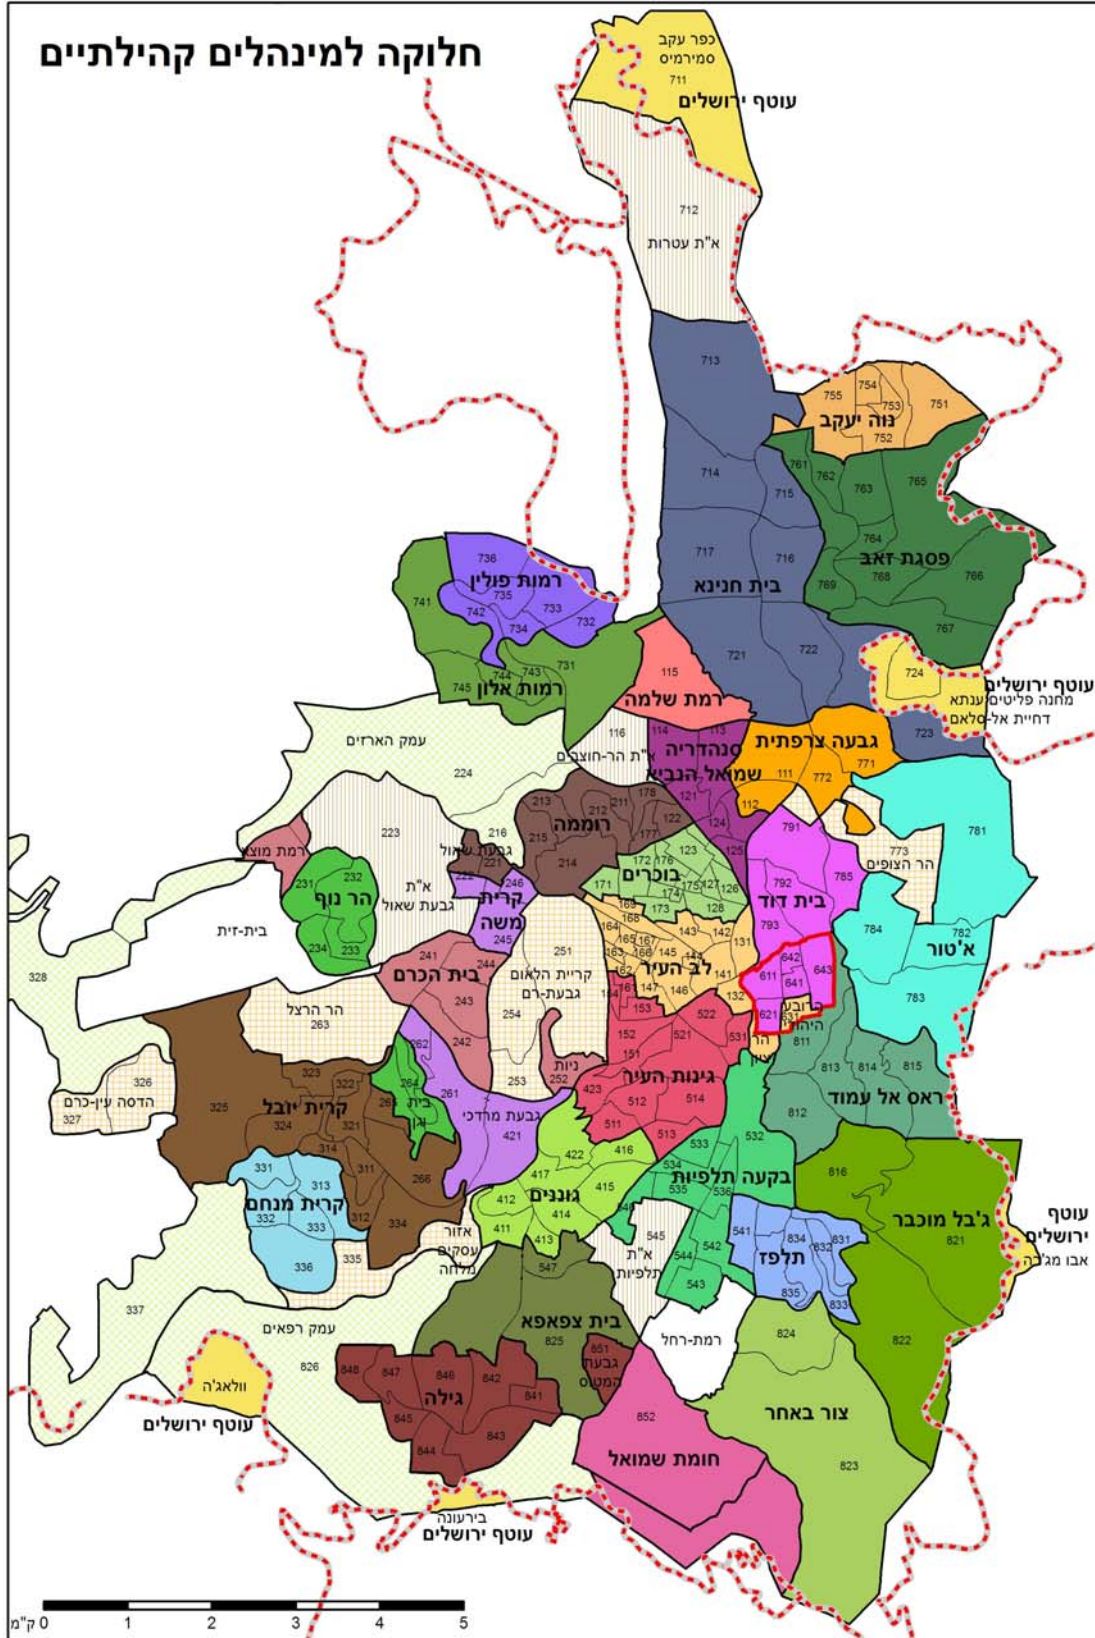 חלוקה למינהלים קהילתיים
כפר עקב
סמירמיס
711
עוטף ירושלים
712
א"ת עטרות
713
755
754
753
751
752
נוה יעקב
714
715
761
762
763
765
717
716
764
פסגת זאב
769
768
766
בית חנינא
767
721
722
736
רמות פולין
735
741
742
733
734
732
731
743
744
745
רמות אלון
115
רמת שלמה
724
עוטף ירושלים
מחנה פליטים ענתא
דחיית אל-סלאם
723
עמק הארזים
224
116
א"ת הר-חוצבים
114
113
סנהדריה
שמואל הנביא
121
124
125
גבעה צרפתית
111
772
771
112
213
212
211
178
רוממה
122
215
177
214
216
גבעת שאול
221
223
א"ת
גבעת שאול
רמת מוצא
231
232
הר נוף
234
233
בית-זית
328
222
246
קרית
משה
245
172
176
123
בוכרים
171
174
175
127
126
173
128
791
792
785
בית דוד
793
773
הר הצופים
781
784
782
א'טור
783
169
168
164
165
167
163
166
145
143
142
144
131
לב העיר
162
147
146
141
132
611
642
643
641
621
631
הרובע
היהודי
הר
ציון
811
251
קריית הלאום
גבעת-רם
254
253
241
244
בית הכרם
243
242
הר הרצל
263
ניות
252
161
154
153
152
151
522
521
531
גינות העיר
423
512
514
511
513
813
814
815
812
ראס אל עמוד
326
הדסה עין-כרם
327
325
323
322
קרית יובל
324
321
314
311
312
334
266
265
264
בית
וגן
262
261
גבעת מרדכי
421
331
313
קרית מנחם
332
333
336
335
אזור
עסקים
מלחה
422
416
417
גוננים
412
415
414
411
413
532
533
534
535
536
בקעה תלפיות
546
545
א"ת
תלפיות
544
542
543
816
ג'בל מוכבר
821
822
עוטף
ירושלים
541
834
831
832
תלפז
835
833
337
עמק רפאים
826
וולאג'ה
עוטף ירושלים
547
בית צפאפא
825
851
גבעת
המטוס
רמת-רחל
824
צור באחר
823
848
847
846
842
841
גילה
845
844
843
852
חומת שמואל
בירעונה
עוטף ירושלים
ק"מ 0 1 2 3 4 5